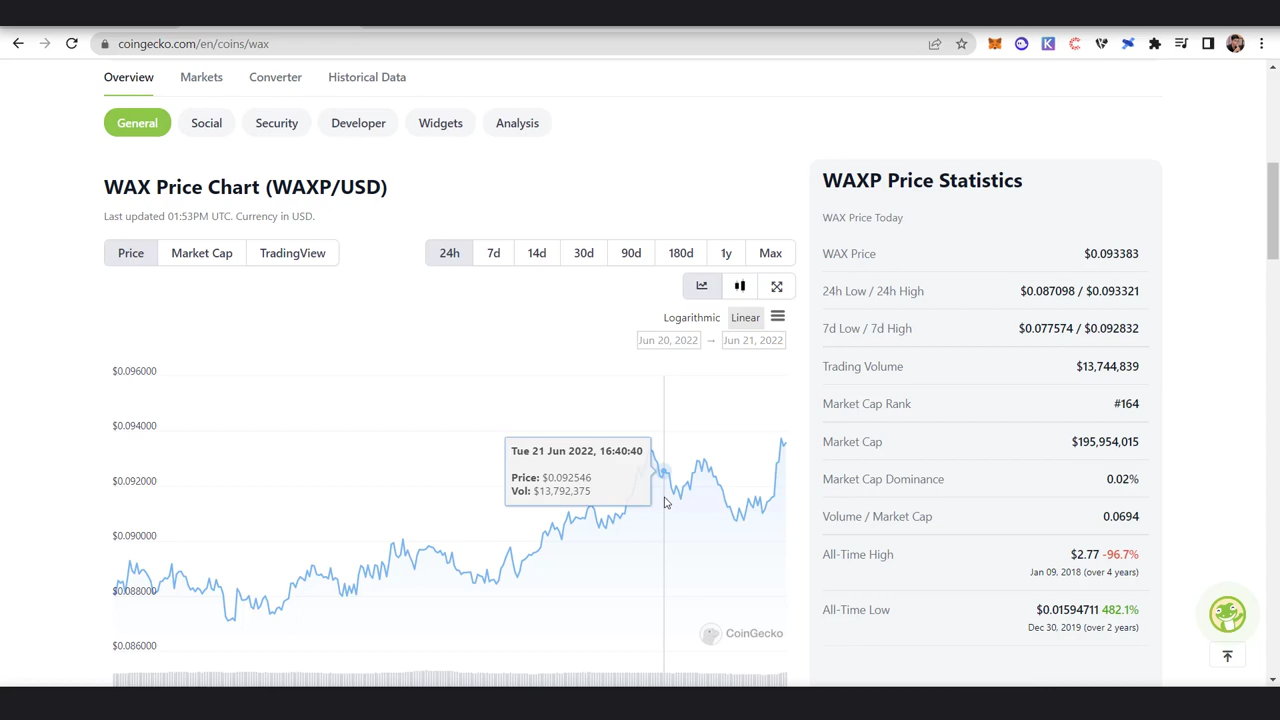 coingecko.com/en/coins/wax
Overview Markets Converter Historical Data
General Social Security Developer Widgets Analysis
WAX Price Chart (WAXP/USD)
Last updated 01:53PM UTC. Currency in USD.
Price Market Cap TradingView 24h 7d 14d 30d 90d 180d 1y Max
Logarithmic Linear
Jun 20, 2022 → Jun 21, 2022
$0.096000
$0.094000
$0.092000
$0.090000
$0.088000
$0.086000
Tue 21 Jun 2022, 16:40:40
Price: $0.092546
Vol: $13,792,375
CoinGecko
WAXP Price Statistics
WAX Price Today
WAX Price $0.093383
24h Low / 24h High $0.087098 / $0.093321
7d Low / 7d High $0.077574 / $0.092832
Trading Volume $13,744,839
Market Cap Rank #164
Market Cap $195,954,015
Market Cap Dominance 0.02%
Volume / Market Cap 0.0694
All-Time High $2.77 -96.7%
Jan 09, 2018 (over 4 years)
All-Time Low $0.01594711 482.1%
Dec 30, 2019 (over 2 years)